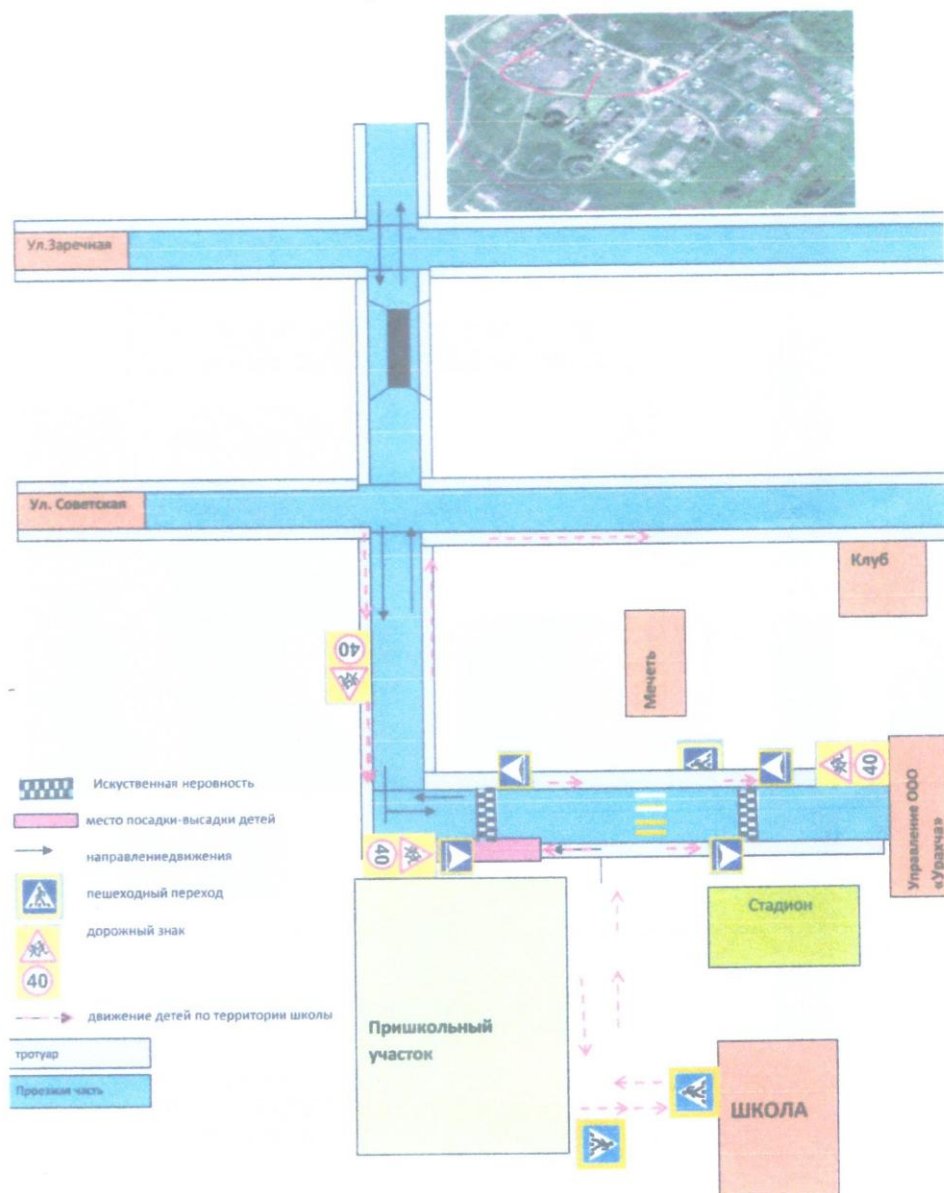 Ул.Заречная
Ул. Советская
Клуб
Мечеть
40
40
Управление ООО
«Уракча»
40
Искуственная неровность
место посадки-высадки детей
направлениедвижения
пешеходный переход
дорожный знак
40
движение детей по территории школы
тротуар
Проезжая часть
Стадион
Пришкольный
участок
ШКОЛА